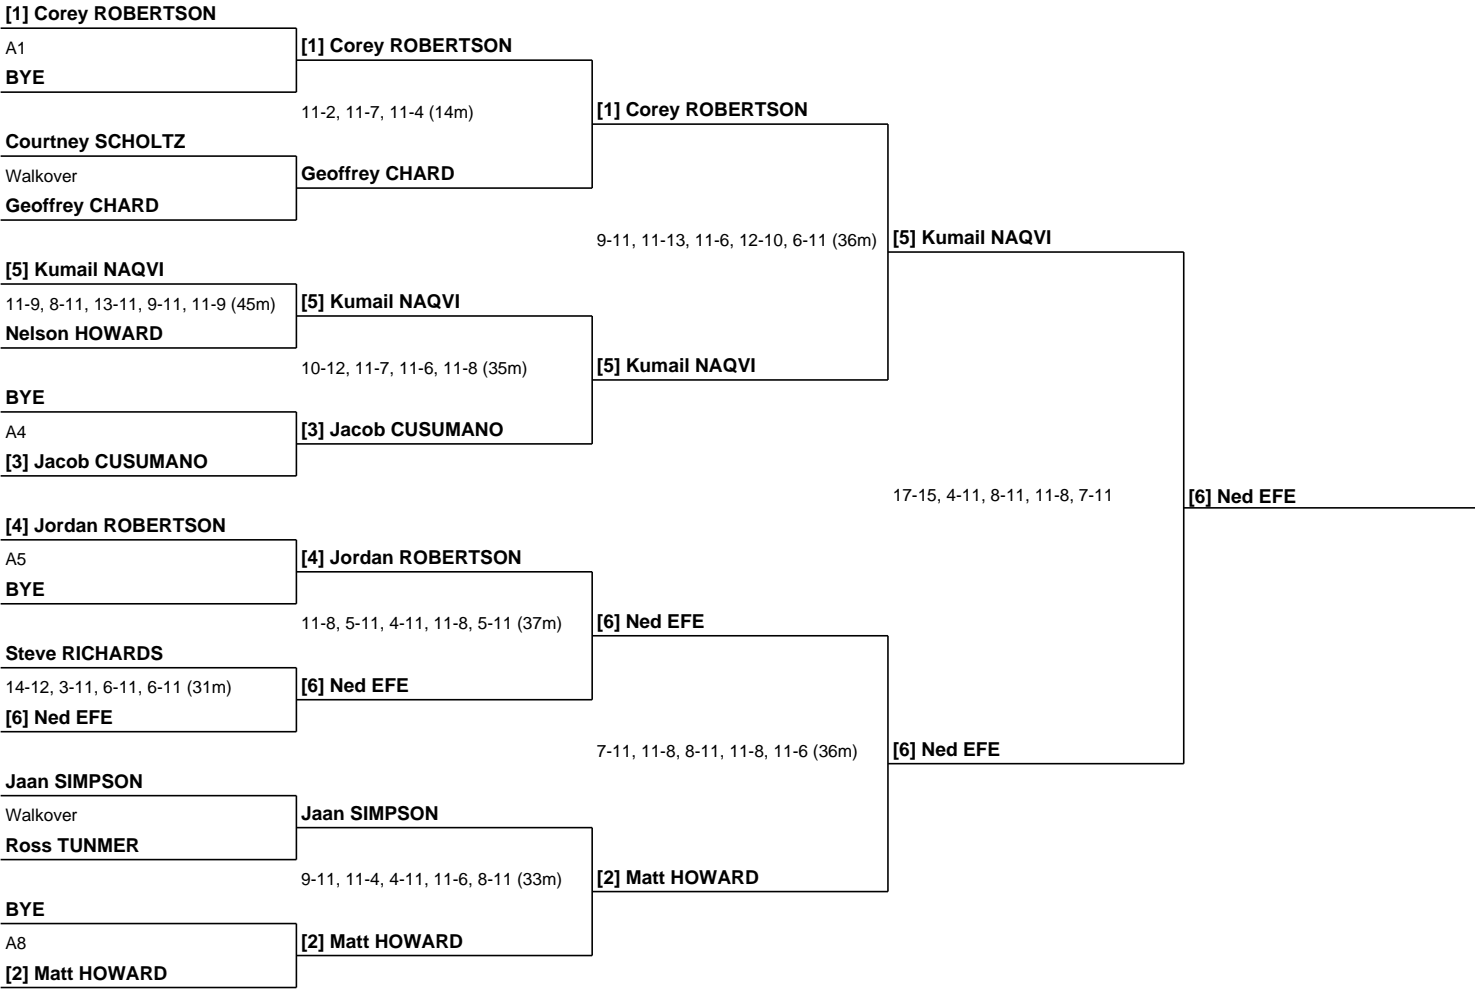 [1] Corey ROBERTSON
A1
BYE
Courtney SCHOLTZ
Walkover
Geoffrey CHARD
[5] Kumail NAQVI
11-9, 8-11, 13-11, 9-11, 11-9 (45m)
Nelson HOWARD
BYE
A4
[3] Jacob CUSUMANO
[4] Jordan ROBERTSON
A5
BYE
Steve RICHARDS
14-12, 3-11, 6-11, 6-11 (31m)
[6] Ned EFE
Jaan SIMPSON
Walkover
Ross TUNMER
BYE
A8
[2] Matt HOWARD
[1] Corey ROBERTSON
11-2, 11-7, 11-4 (14m)
Geoffrey CHARD
[5] Kumail NAQVI
10-12, 11-7, 11-6, 11-8 (35m)
[3] Jacob CUSUMANO
[4] Jordan ROBERTSON
11-8, 5-11, 4-11, 11-8, 5-11 (37m)
[6] Ned EFE
Jaan SIMPSON
9-11, 11-4, 4-11, 11-6, 8-11 (33m)
[2] Matt HOWARD
[1] Corey ROBERTSON
9-11, 11-13, 11-6, 12-10, 6-11 (36m)
[5] Kumail NAQVI
[6] Ned EFE
7-11, 11-8, 8-11, 11-8, 11-6 (36m)
[2] Matt HOWARD
[5] Kumail NAQVI
17-15, 4-11, 8-11, 11-8, 7-11
[6] Ned EFE
[6] Ned EFE